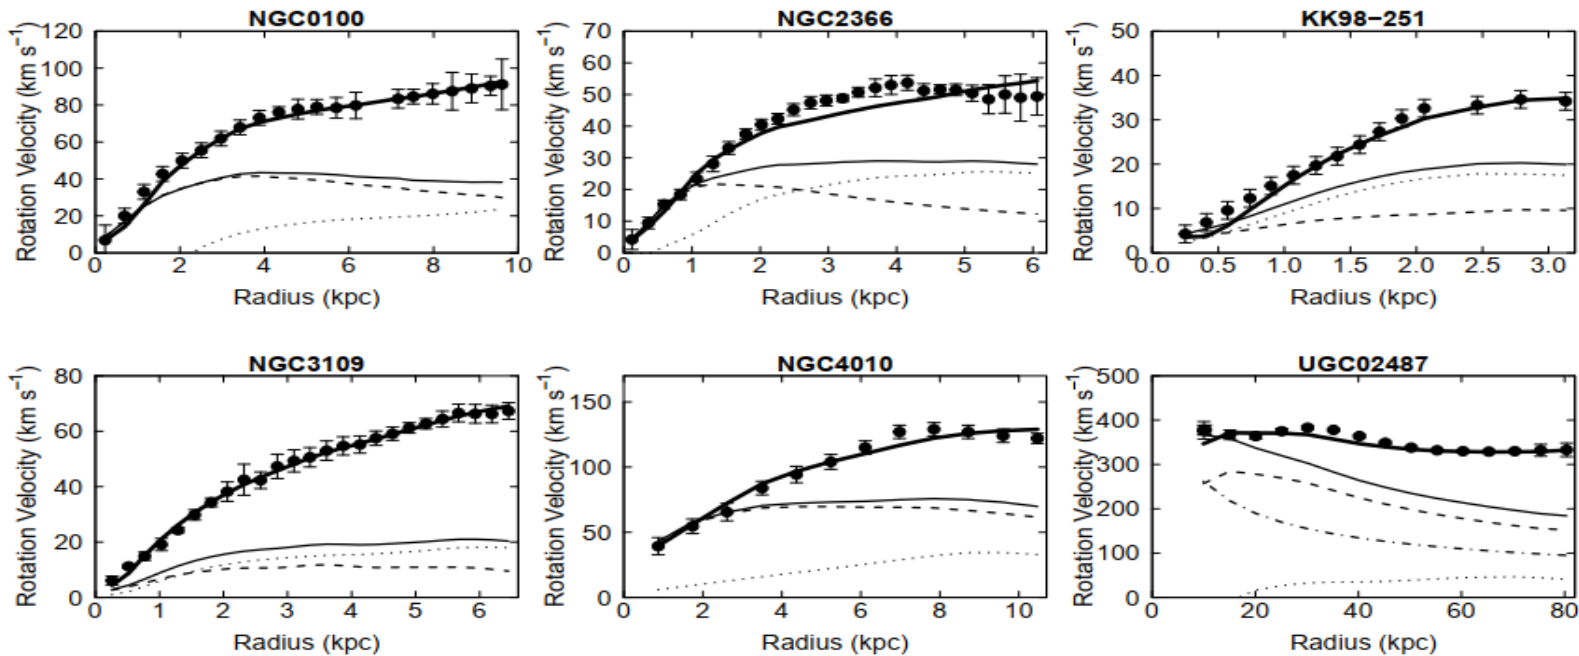 NGC0100
Rotation Velocity (km s⁻¹)
120
100
80
60
40
20
0
0 2 4 6 8 10
Radius (kpc)
NGC2366
Rotation Velocity (km s⁻¹)
70
60
50
40
30
20
10
0
0 1 2 3 4 5 6
Radius (kpc)
KK98−251
Rotation Velocity (km s⁻¹)
50
40
30
20
10
0
0.0 0.5 1.0 1.5 2.0 2.5 3.0
Radius (kpc)
NGC3109
Rotation Velocity (km s⁻¹)
80
60
40
20
0
0 1 2 3 4 5 6
Radius (kpc)
NGC4010
Rotation Velocity (km s⁻¹)
150
100
50
0
0 2 4 6 8 10
Radius (kpc)
UGC02487
Rotation Velocity (km s⁻¹)
500
400
300
200
100
0
0 20 40 60 80
Radius (kpc)